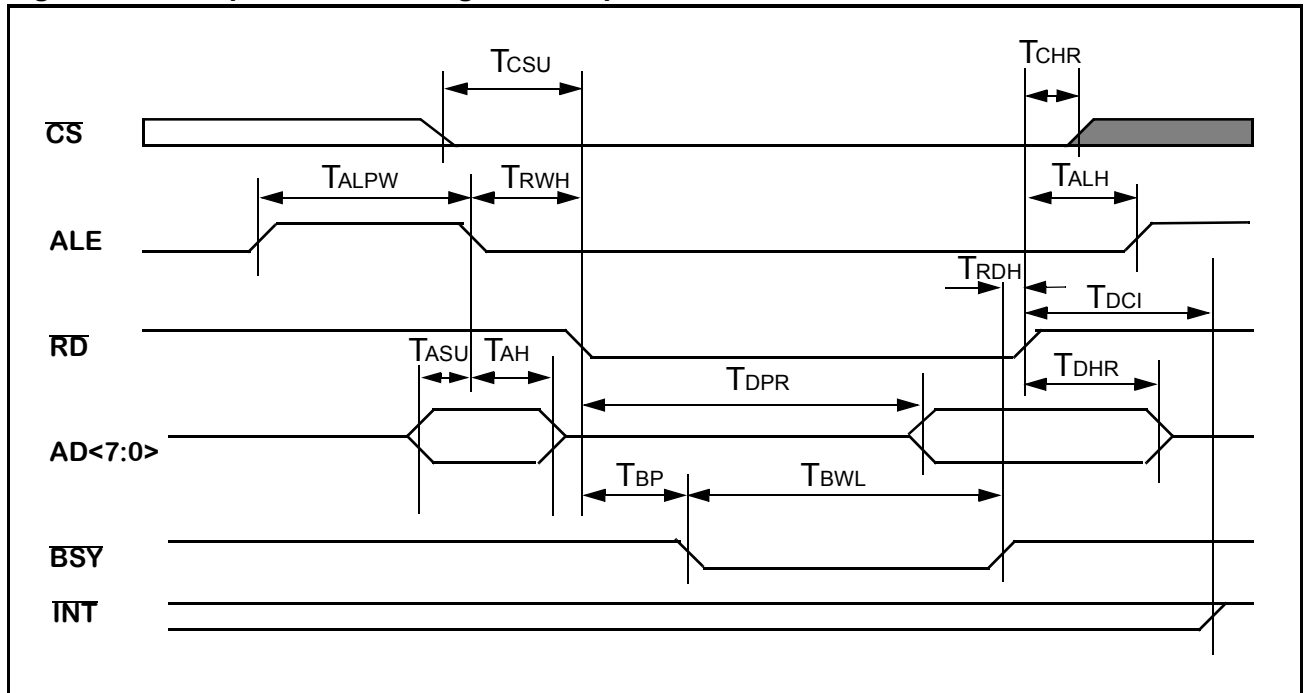 TCSU
TCHR
CS
TALPW
TRWH
TALH
ALE
TRDH
TDCI
RD
TASU
TAH
TDPR
TDHR
AD<7:0>
TBP
TBWL
BSY
INT